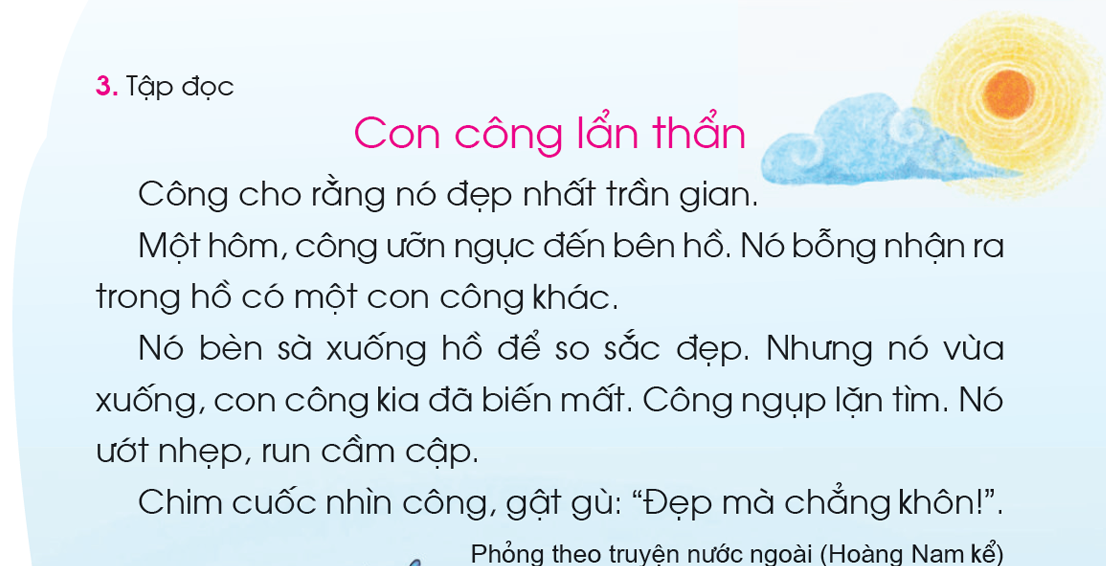 3. Tập đọc
Con công lẩn thẩn
Công cho rằng nó đẹp nhất trần gian.
Một hôm, công ưỡn ngực đến bên hồ. Nó bỗng nhận ra
trong hồ có một con công khác.
Nó bèn sà xuống hồ để so sắc đẹp. Nhưng nó vừa
xuống, con công kia đã biến mất. Công ngụp lặn tìm. Nó
ướt nhẹp, run cầm cập.
Chim cuốc nhìn công, gật gù: “Đẹp mà chẳng khôn!”.
Phỏng theo truyện nước ngoài (Hoàng Nam kể)